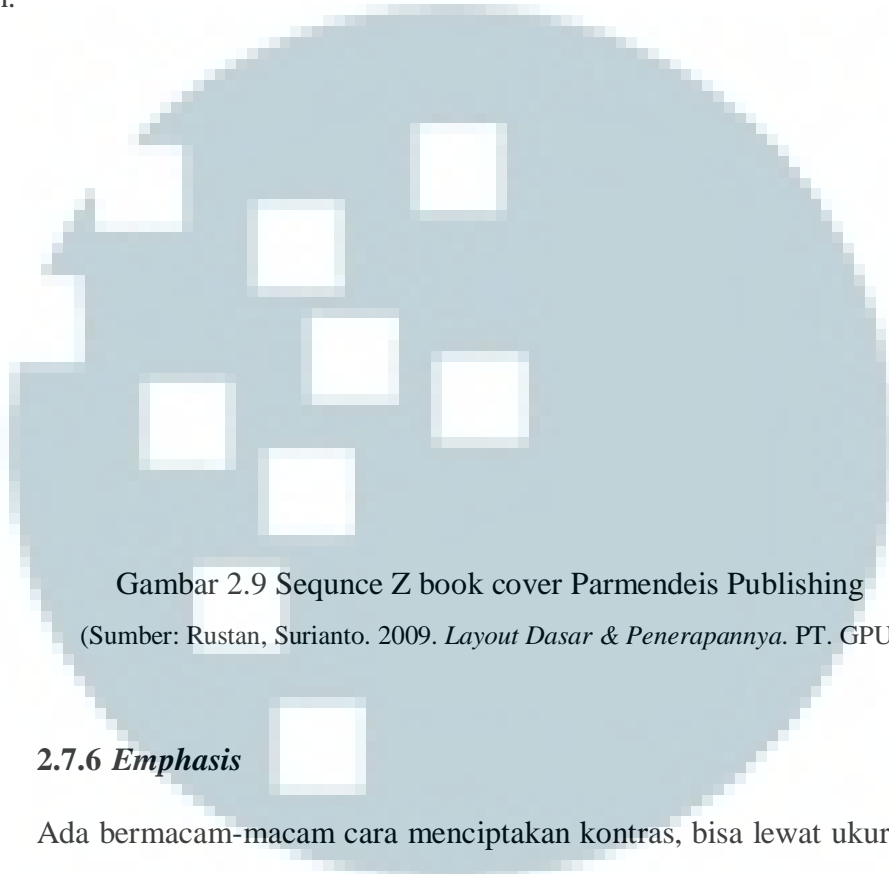 Gambar 2.9 Sequnce Z book cover Parmendeis Publishing
(Sumber: Rustan, Surianto. 2009. Layout Dasar & Penerapannya. PT. GPU
2.7.6 Emphasis
Ada bermacam-macam cara menciptakan kontras, bisa lewat ukur